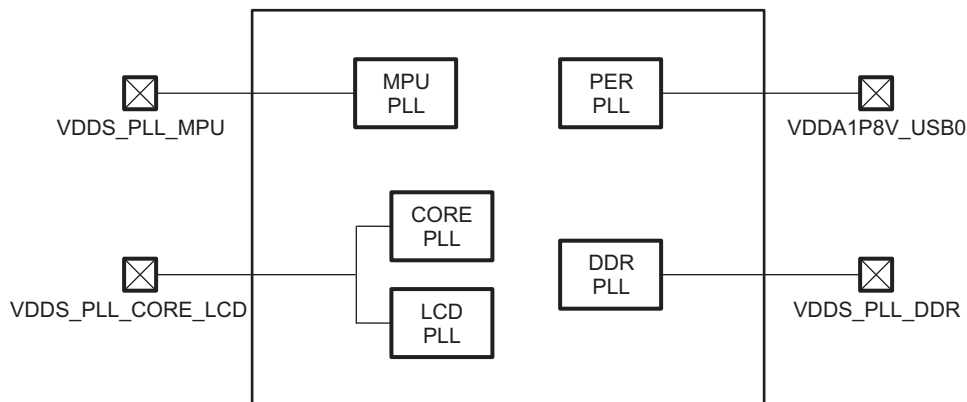 MPU
PLL
PER
PLL
VDDS_PLL_MPU
VDDA1P8V_USB0
CORE
PLL
DDR
PLL
LCD
PLL
VDDS_PLL_CORE_LCD
VDDS_PLL_DDR